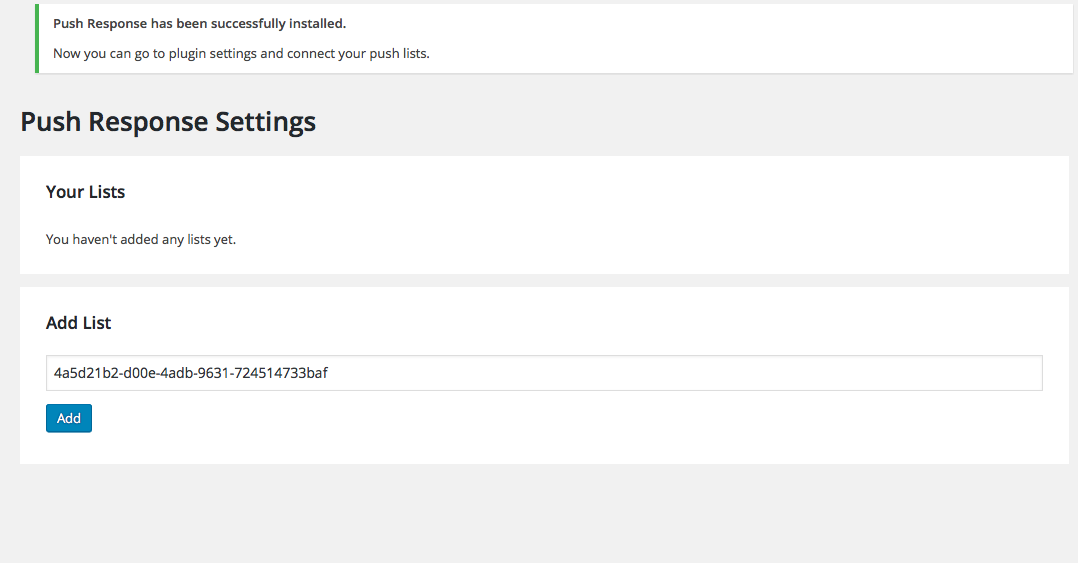 Push Response has been successfully installed.
Now you can go to plugin settings and connect your push lists.
Push Response Settings
Your Lists
You haven't added any lists yet.
Add List
4a5d21b2-d00e-4adb-9631-724514733baf
Add